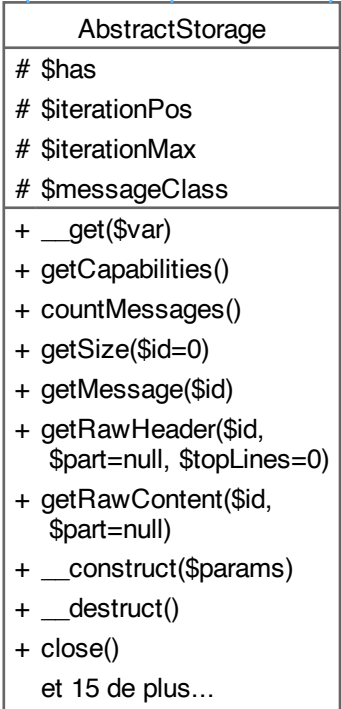 AbstractStorage
# $has
# $iterationPos
# $iterationMax
# $messageClass
+ __get($var)
+ getCapabilities()
+ countMessages()
+ getSize($id=0)
+ getMessage($id)
+ getRawHeader($id,
$part=null, $topLines=0)
+ getRawContent($id,
$part=null)
+ __construct($params)
+ __destruct()
+ close()
et 15 de plus...